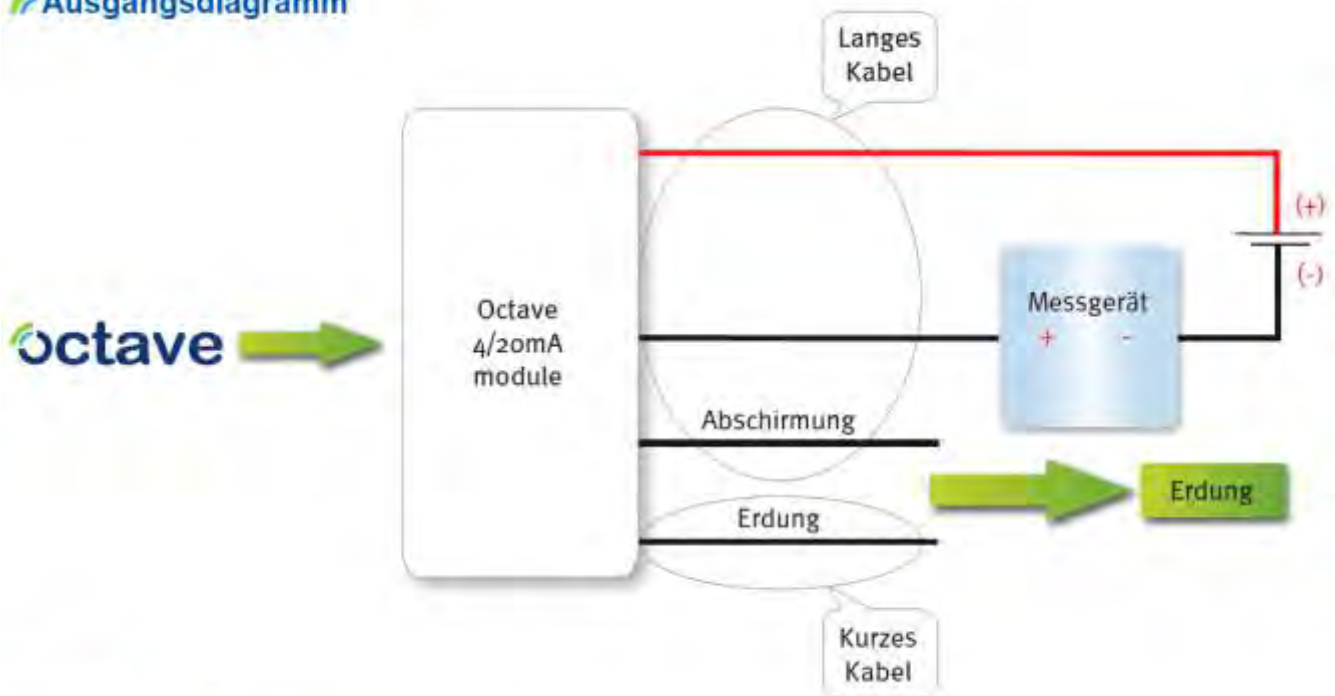 Ausgangsdiagramm
Langes
Kabel
(+)
(-)
Messgerät
+ -
octave
Octave
4/20mA
module
Abschirmung
Erdung
Erdung
Kurzes
Kabel